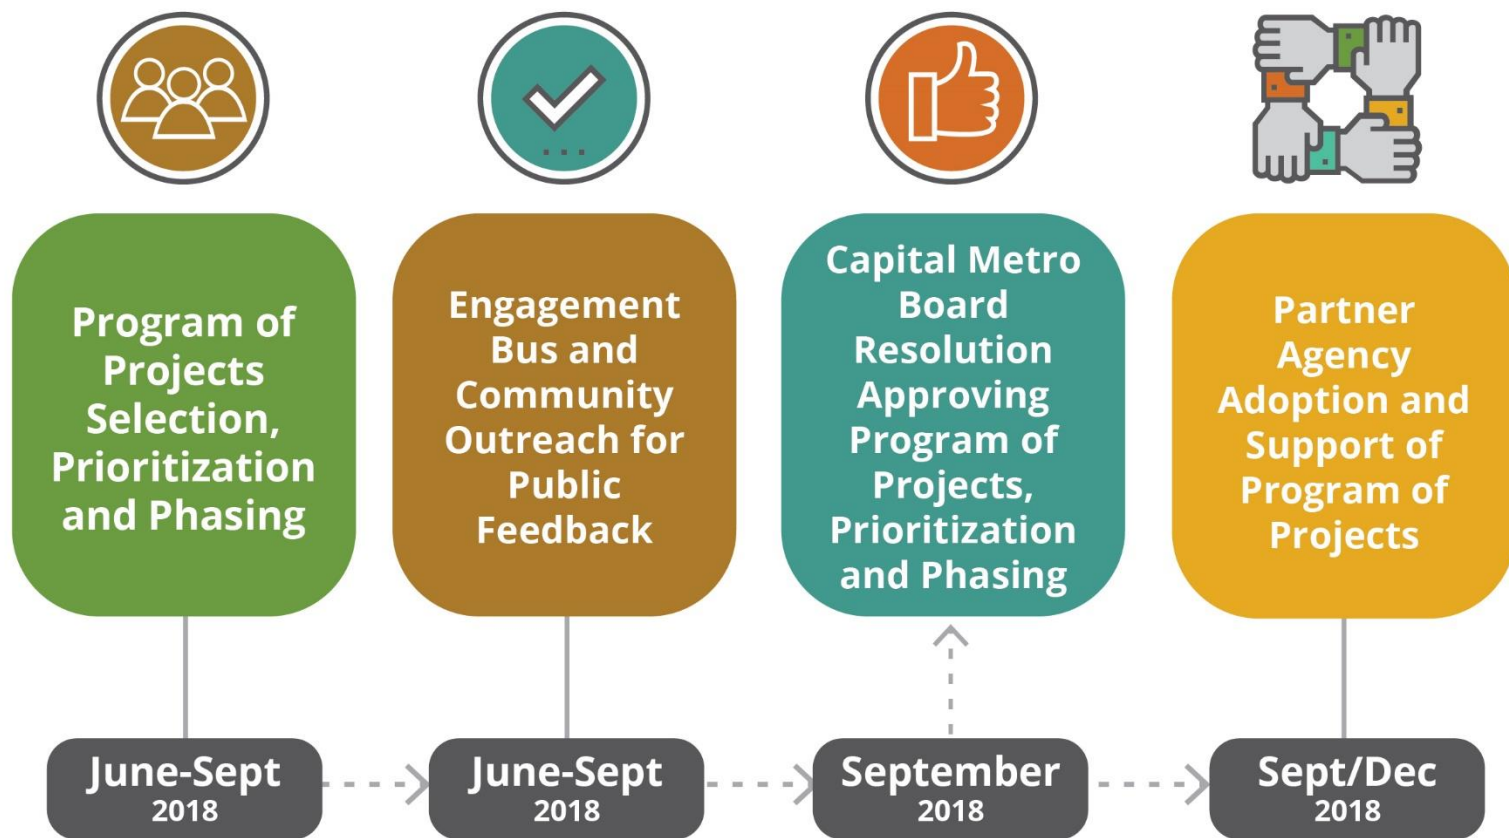 Program of
Projects
Selection,
Prioritization
and Phasing
Engagement
Bus and
Community
Outreach for
Public
Feedback
Capital Metro
Board
Resolution
Approving
Program of
Projects,
Prioritization
and Phasing
Partner
Agency
Adoption and
Support of
Program of
Projects
June-Sept
2018
June-Sept
2018
September
2018
Sept/Dec
2018